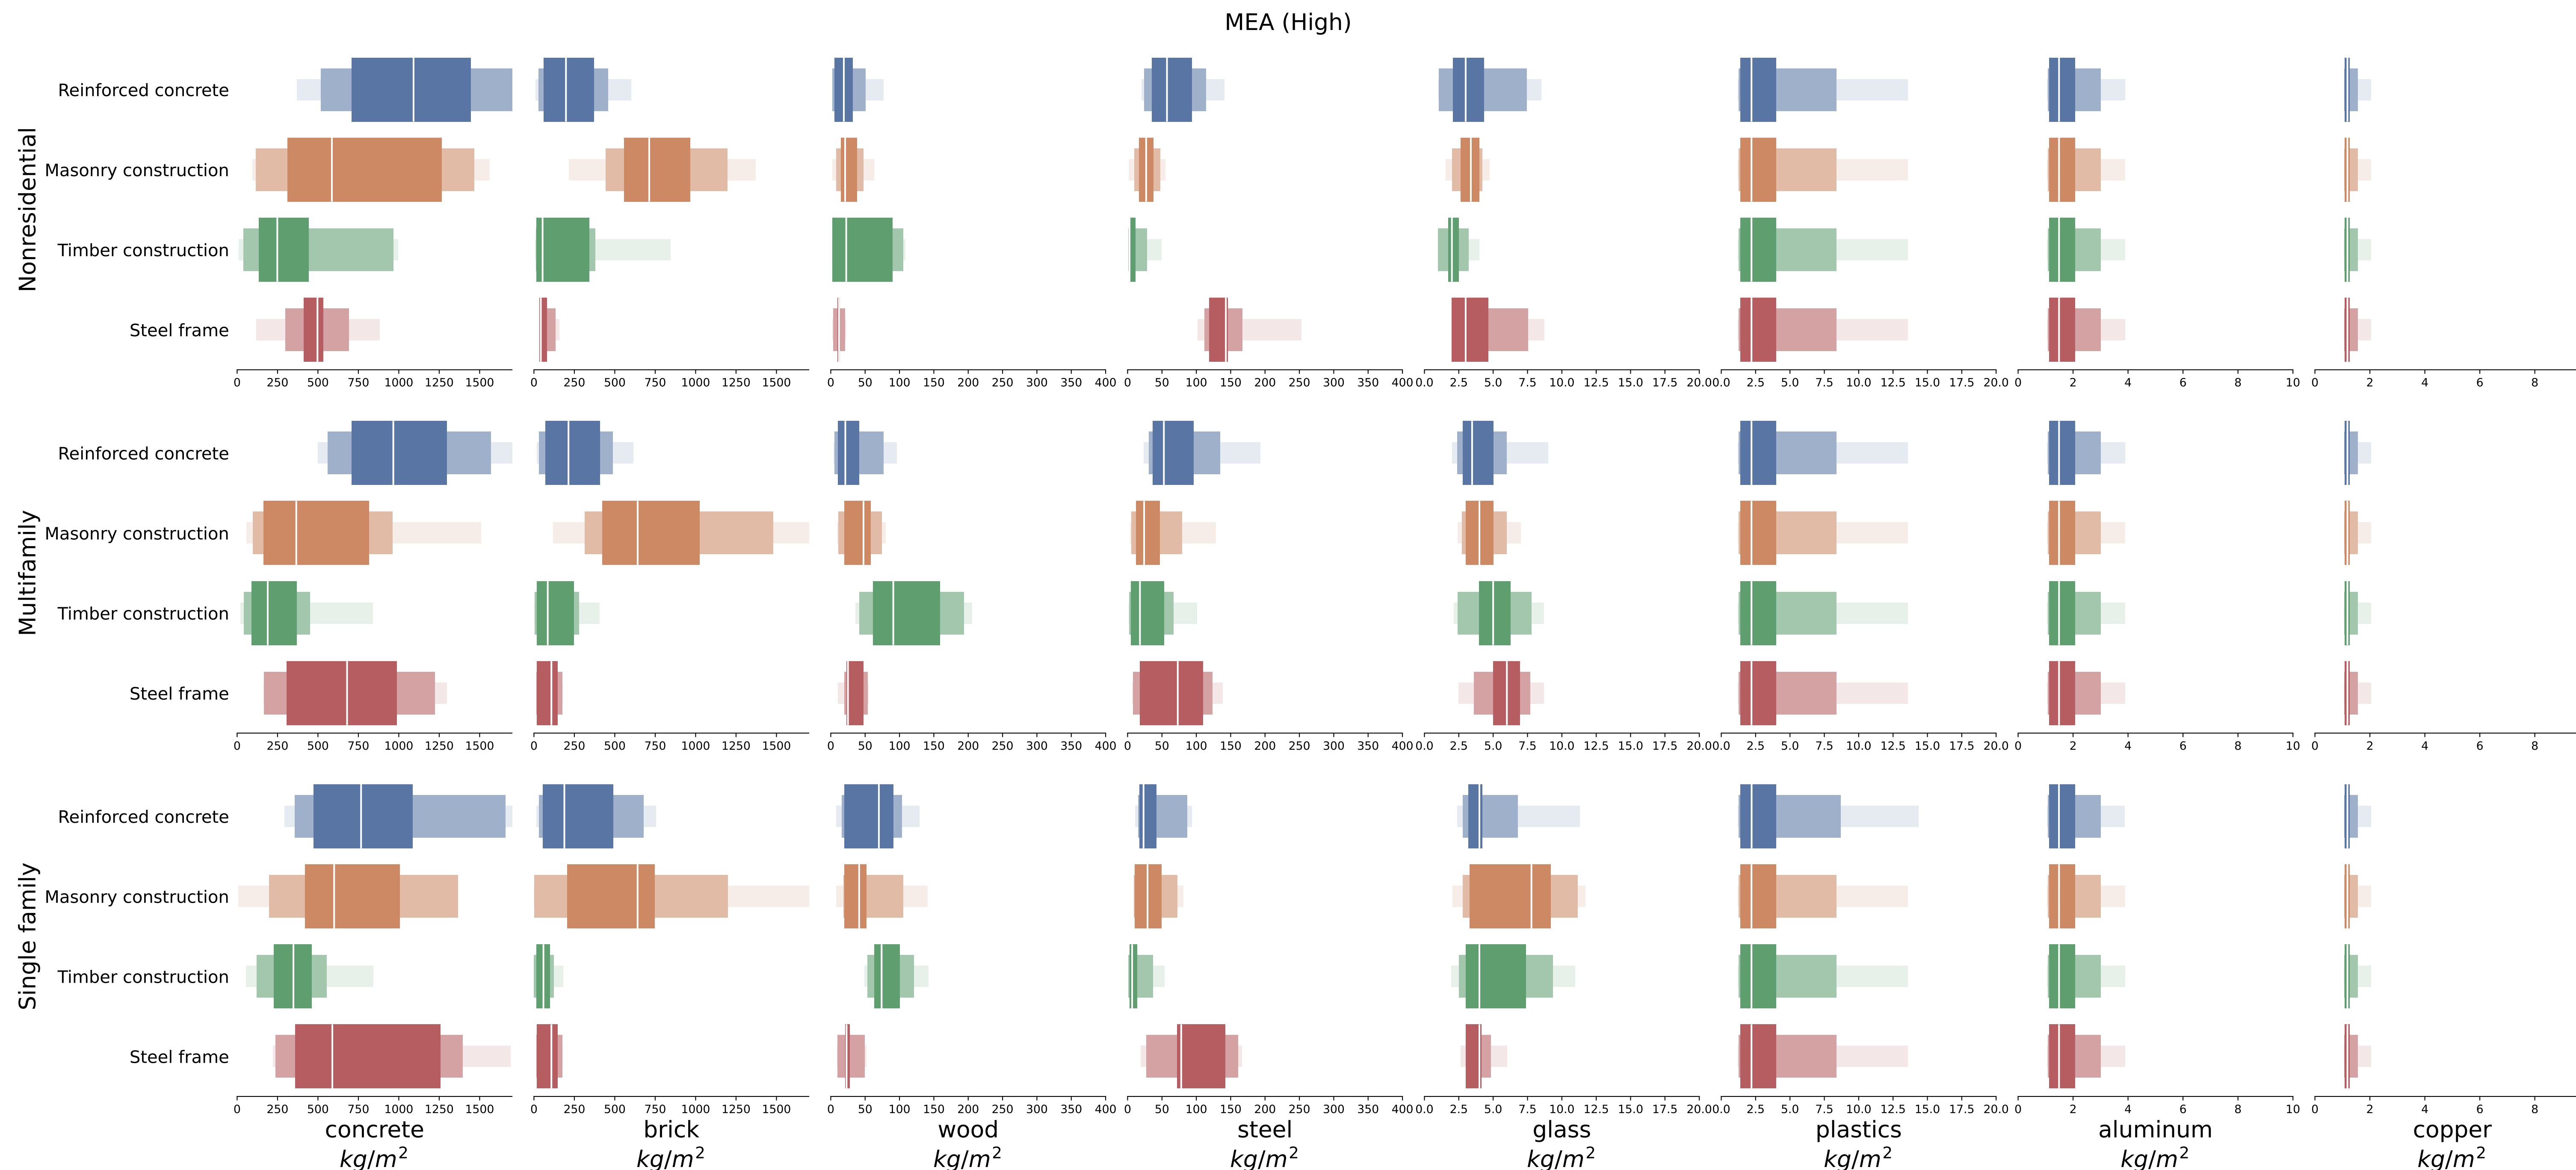 MEA (High)
Nonresidential
Reinforced concrete
Masonry construction
Timber construction
Steel frame
0 250 500 750 1000 1250 1500 0 250 500 750 1000 1250 1500 0 50 100 150 200 250 300 350 400 0 50 100 150 200 250 300 350 400 0.0 2.5 5.0 7.5 10.0 12.5 15.0 17.5 20.0 0.0 2.5 5.0 7.5 10.0 12.5 15.0 17.5 20.0 0 2 4 6 8 10 0 2 4 6 8
Multifamily
Reinforced concrete
Masonry construction
Timber construction
Steel frame
0 250 500 750 1000 1250 1500 0 250 500 750 1000 1250 1500 0 50 100 150 200 250 300 350 400 0 50 100 150 200 250 300 350 400 0.0 2.5 5.0 7.5 10.0 12.5 15.0 17.5 20.0 0.0 2.5 5.0 7.5 10.0 12.5 15.0 17.5 20.0 0 2 4 6 8 10 0 2 4 6 8
Single family
Reinforced concrete
Masonry construction
Timber construction
Steel frame
0 250 500 750 1000 1250 1500 0 250 500 750 1000 1250 1500 0 50 100 150 200 250 300 350 400 0 50 100 150 200 250 300 350 400 0.0 2.5 5.0 7.5 10.0 12.5 15.0 17.5 20.0 0.0 2.5 5.0 7.5 10.0 12.5 15.0 17.5 20.0 0 2 4 6 8 10 0 2 4 6 8
concrete brick wood steel glass plastics aluminum copper
kg/m² kg/m² kg/m² kg/m² kg/m² kg/m² kg/m² kg/m²